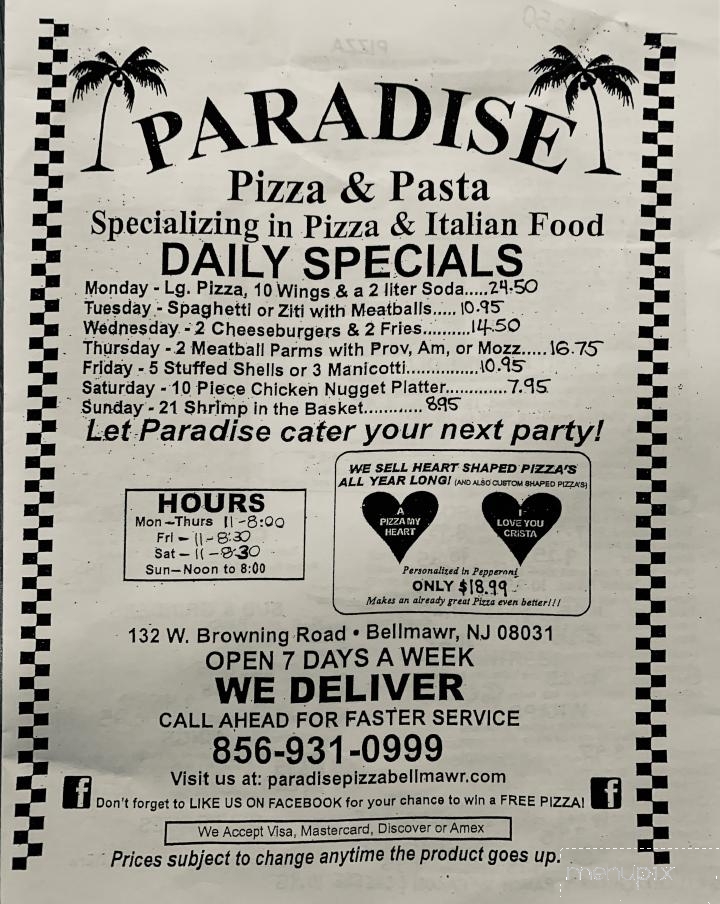 PARADISE
Pizza & Pasta
Specializing in Pizza & Italian Food
DAILY SPECIALS
Monday - Lg. Pizza, 10 Wings & a 2 liter Soda.....24.50
Tuesday - Spaghetti or Ziti with Meatballs..... 10.95
Wednesday - 2 Cheeseburgers & 2 Fries.........14.50
Thursday - 2 Meatball Parms with Prov, Am, or Mozz.....16.75
Friday - 5 Stuffed Shells or 3 Manicotti...............10.95
Saturday - 10 Piece Chicken Nugget Platter............7.95
Sunday - 21 Shrimp in the Basket............ 895
Let Paradise cater your next party!
HOURS
Mon-Thurs 11-8:00
Fri - 11-8:30
Sat - 11-8:30
Sun-Noon to 8:00
WE SELL HEART SHAPED PIZZA'S
ALL YEAR LONG! (AND ALSO CUSTOM SHAPED PIZZA'S)
A
PIZZA MY
HEART
I
LOVE YOU
CRISTA
Personalized in Pepperoni
ONLY $18.99
Makes an already great Pizza even better!!!
132 W. Browning Road • Bellmawr, NJ 08031
OPEN 7 DAYS A WEEK
WE DELIVER
CALL AHEAD FOR FASTER SERVICE
856-931-0999
Visit us at: paradisepizzabellmawr.com
f Don't forget to LIKE US ON FACEBOOK for your chance to win a FREE PIZZA! f
We Accept Visa, Mastercard, Discover or Amex
Prices subject to change anytime the product goes up.
menupix